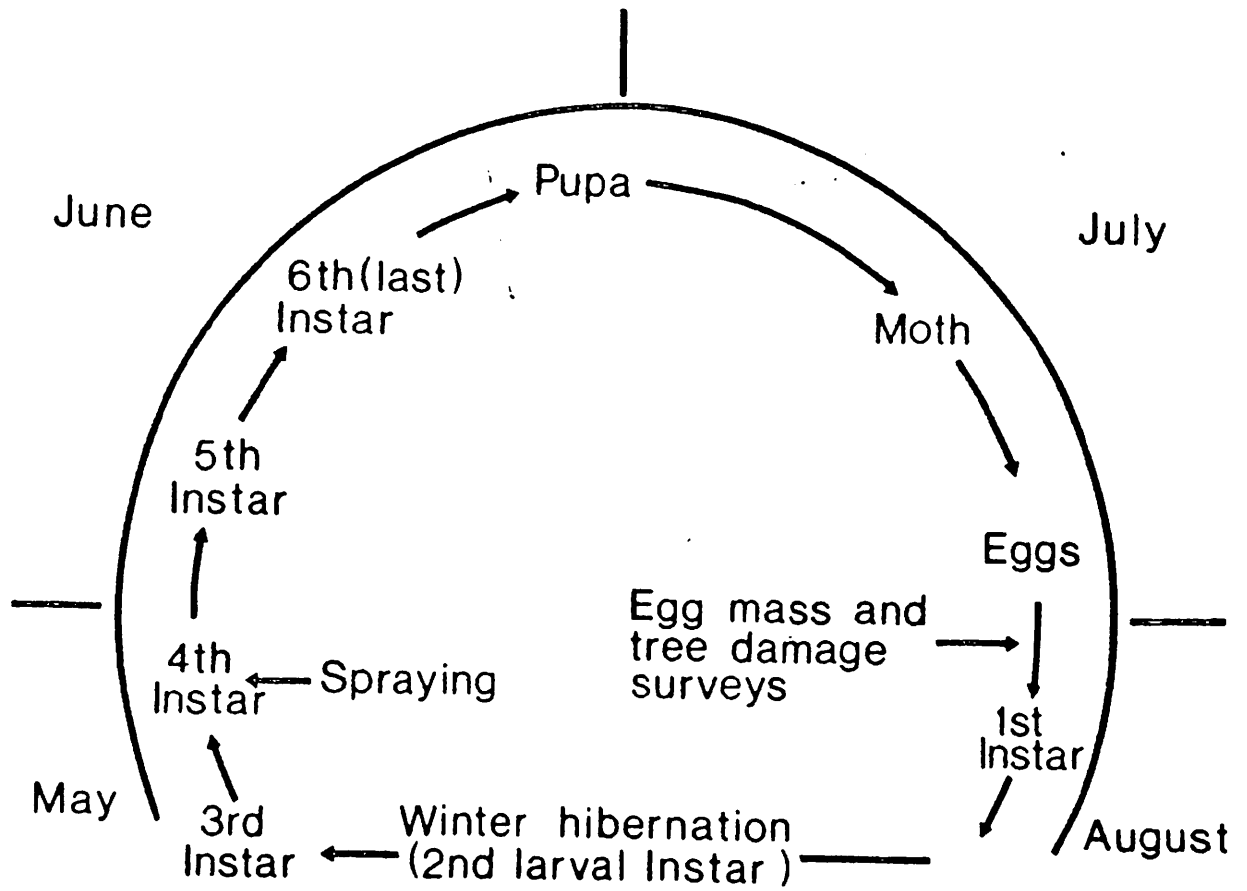 Pupa
June
July
6th(last)
Instar
Moth
5th
Instar
Eggs
Egg mass and
tree damage
surveys
4th
Instar
Spraying
1st
Instar
May
3rd
Instar
Winter hibernation
(2nd larval Instar )
August